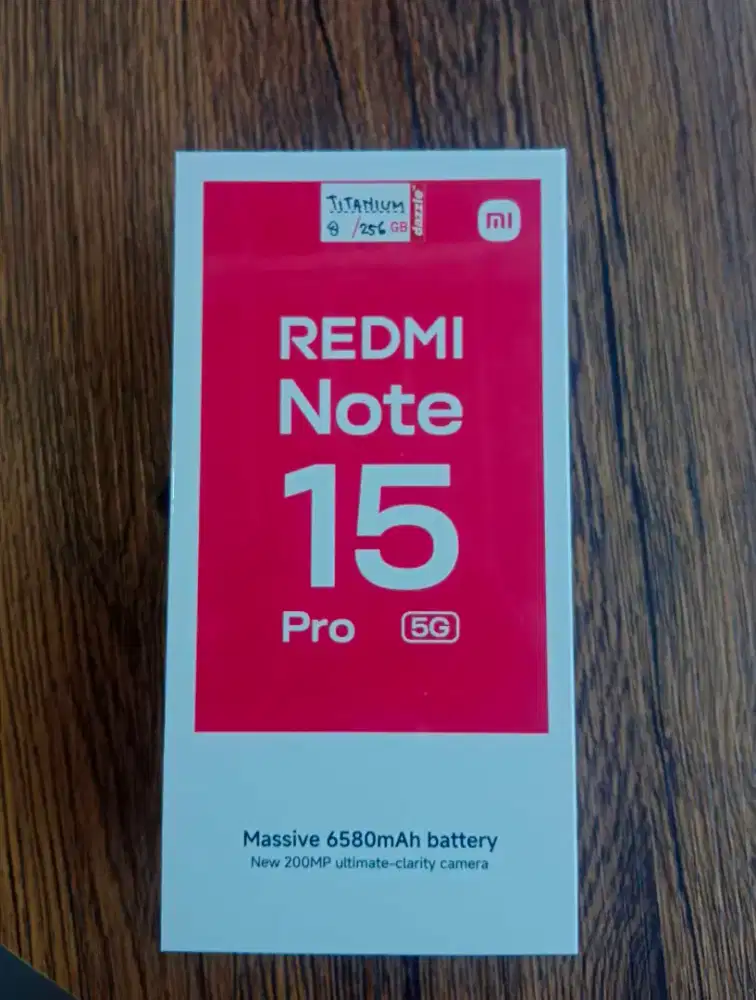 TITANIUM
8 /256 GB
dazzle
mi
REDMI
Note
15
Pro 5G
Massive 6580mAh battery
New 200MP ultimate-clarity camera